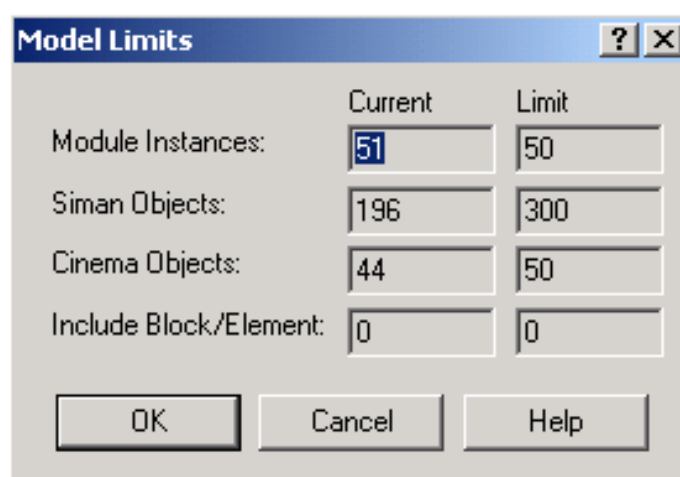 Model Limits
Current Limit
Module Instances: 51 50
Siman Objects: 196 300
Cinema Objects: 44 50
Include Block/Element: 0 0
OK Cancel Help